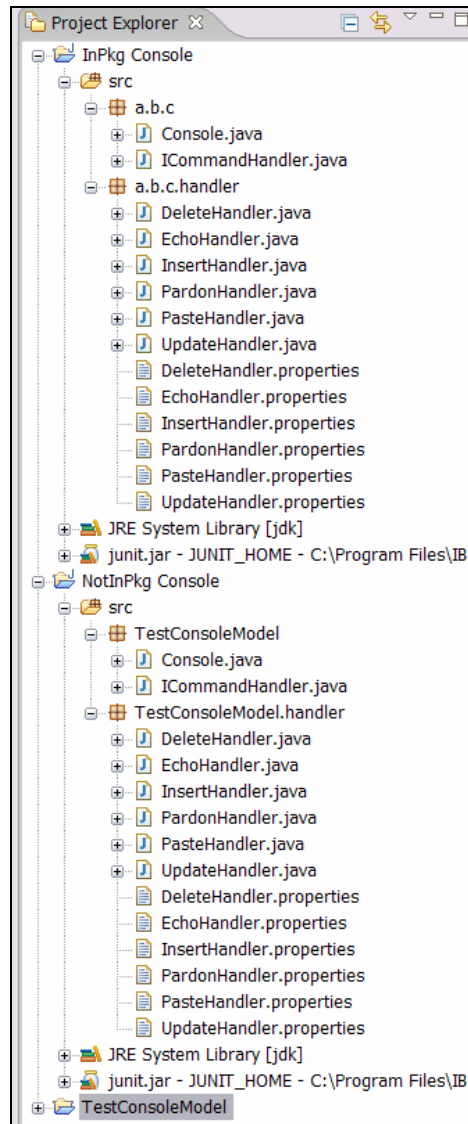 Project Explorer
InPkg Console
src
a.b.c
Console.java
ICommandHandler.java
a.b.c.handler
DeleteHandler.java
EchoHandler.java
InsertHandler.java
PardonHandler.java
PasteHandler.java
UpdateHandler.java
DeleteHandler.properties
EchoHandler.properties
InsertHandler.properties
PardonHandler.properties
PasteHandler.properties
UpdateHandler.properties
JRE System Library [jdk]
junit.jar - JUNIT_HOME - C:\Program Files\IB
NotInPkg Console
src
TestConsoleModel
Console.java
ICommandHandler.java
TestConsoleModel.handler
DeleteHandler.java
EchoHandler.java
InsertHandler.java
PardonHandler.java
PasteHandler.java
UpdateHandler.java
DeleteHandler.properties
EchoHandler.properties
InsertHandler.properties
PardonHandler.properties
PasteHandler.properties
UpdateHandler.properties
JRE System Library [jdk]
junit.jar - JUNIT_HOME - C:\Program Files\IB
TestConsoleModel